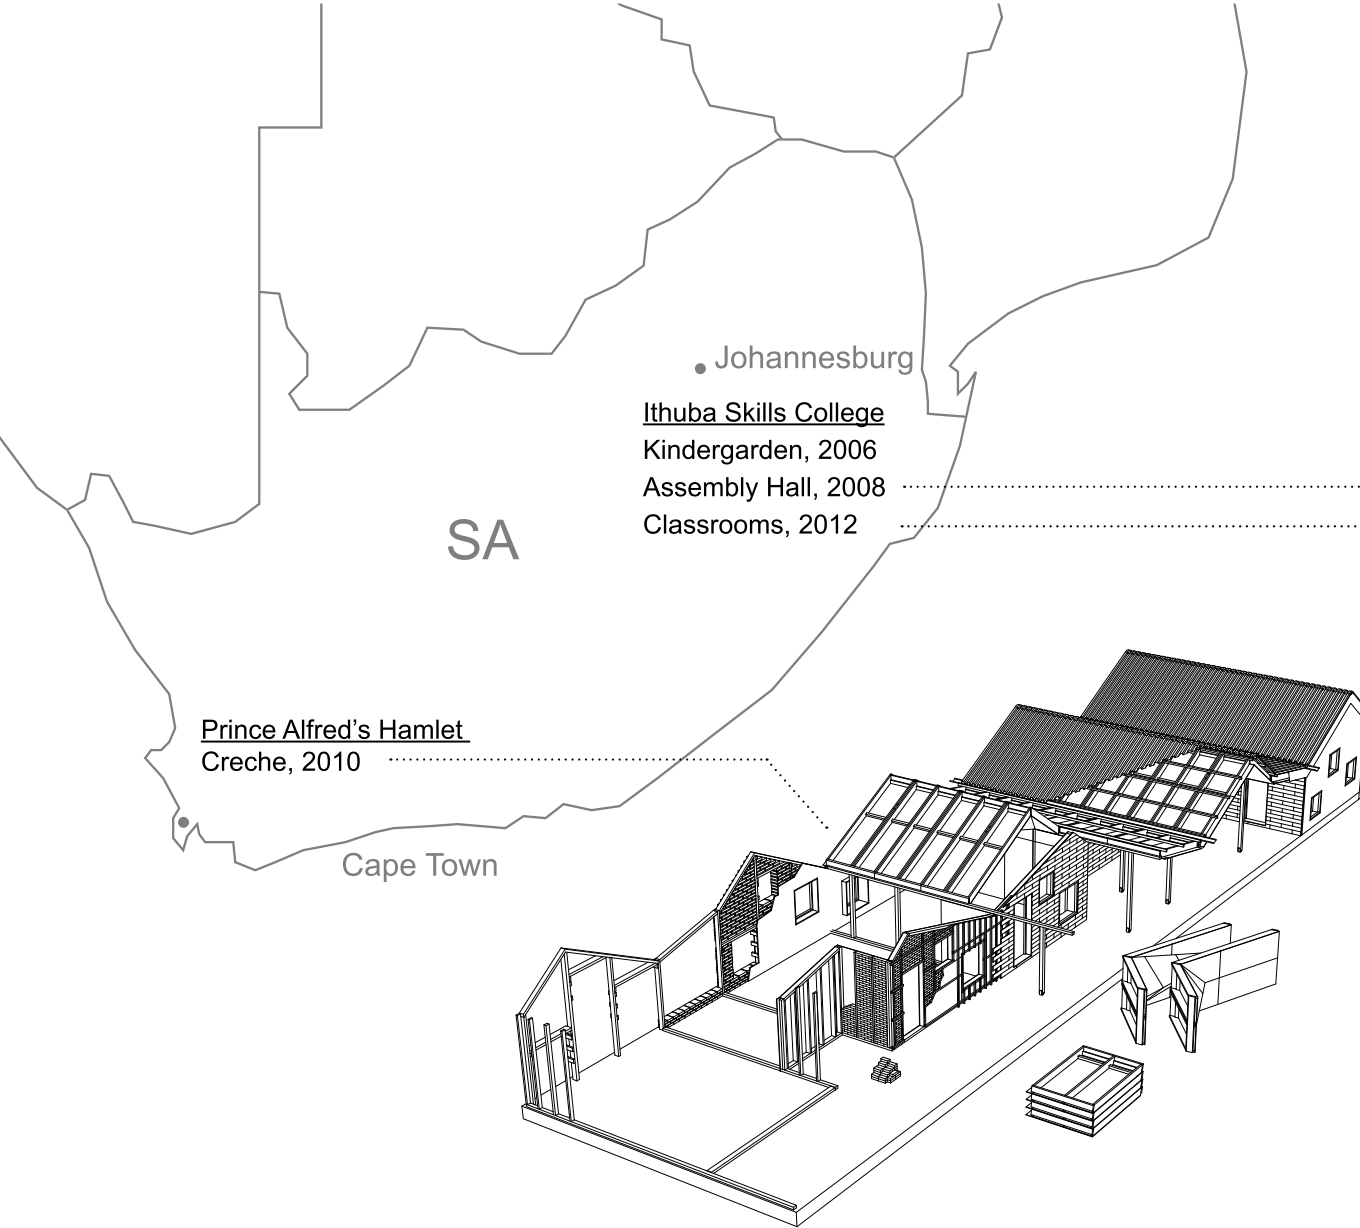 Johannesburg
Ithuba Skills College
Kindergarden, 2006
Assembly Hall, 2008
Classrooms, 2012
SA
Prince Alfred’s Hamlet
Creche, 2010
Cape Town